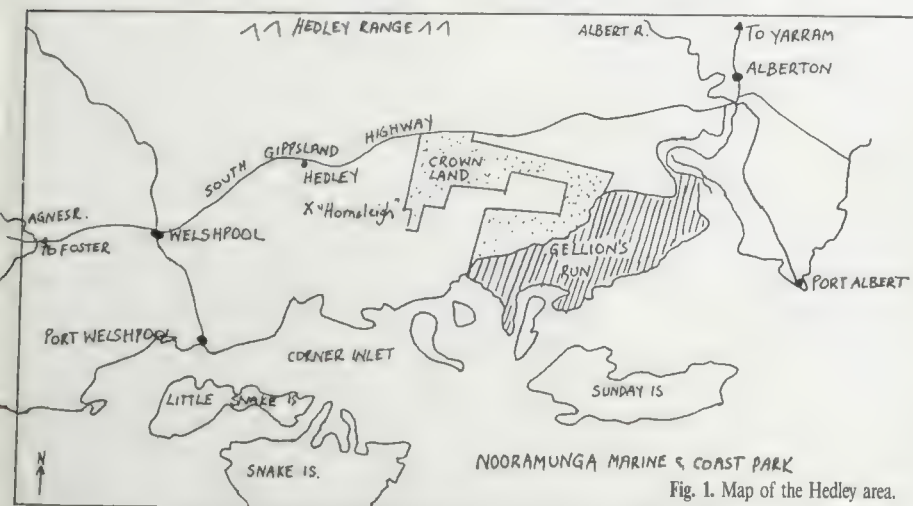 HEDLEY RANGE
ALBERT R.
TO YARRAM
ALBERTON
SOUTH GIPPSLAND HIGHWAY
HEDLEY
CROWN
LAND
X "Homeleigh"
AGNES R.
TO FOSTER
WELSHPOOL
GELLION'S
RUN
PORT ALBERT
PORT WELSHPOOL
CORNER INLET
LITTLE SNAKE IS.
SUNDAY IS
SNAKE IS.
N
NOORAMUNGA MARINE & COAST PARK
Fig. 1. Map of the Hedley area.